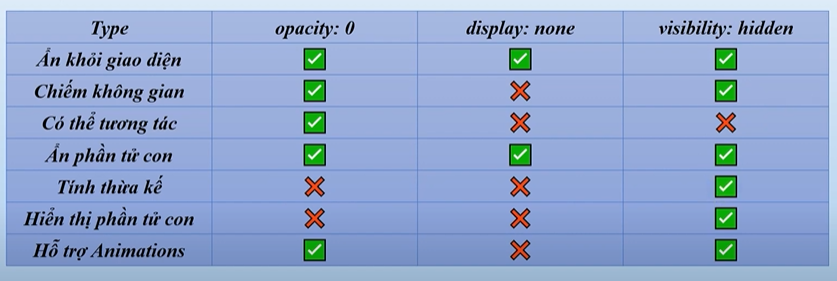 Type opacity: 0 display: none visibility: hidden
Ẩn khỏi giao diện ✅ ✅ ✅
Chiếm không gian ✅ ❌ ✅
Có thể tương tác ✅ ❌ ❌
Ẩn phần tử con ✅ ✅ ✅
Tính thừa kế ❌ ❌ ✅
Hiển thị phần tử con ❌ ❌ ✅
Hỗ trợ Animations ✅ ❌ ✅